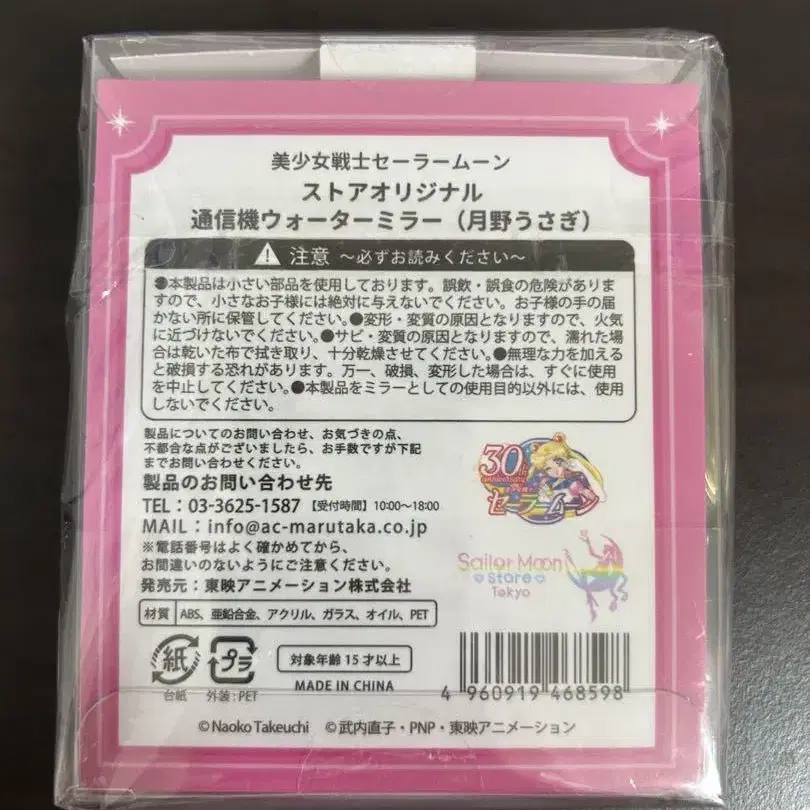 美少女戦士セーラームーン
ストアオリジナル
通信機ウォーターミラー（月野うさぎ）
注意 〜必ずお読みください〜
●本製品は小さい部品を使用しております。誤飲・誤食の危険がありま
すので、小さなお子様には絶対に与えないでください。お子様の手の届
かない所に保管してください。●変形・変質の原因となりますので、火気
に近づけないでください。●サビ・変質の原因となりますので、濡れた場
合は乾いた布で拭き取り、十分乾燥させてください。●無理な力を加える
と破損する恐れがあります。万一、破損、変形した場合は、すぐに使用
を中止してください。●本製品をミラーとしての使用目的以外には、使用
しないでください。
製品についてのお問い合わせ、お気づきの点、
不都合な点がございましたら、お手数ですが下記
までお問い合わせください。
製品のお問い合わせ先
TEL：03-3625-1587 【受付時間】10:00〜18:00
MAIL：info@ac-marutaka.co.jp
※電話番号はよく確かめてから、
お間違いのないようにご注意ください。
発売元：東映アニメーション株式会社
材質 ABS、亜鉛合金、アクリル、ガラス、オイル、PET
30th
anniversary
セーラームーン
Sailor Moon
Store
Tokyo
紙
台紙
プラ
外装：PET
対象年齢15才以上
MADE IN CHINA
4 960919 468598
©Naoko Takeuchi ©武内直子・PNP・東映アニメーション